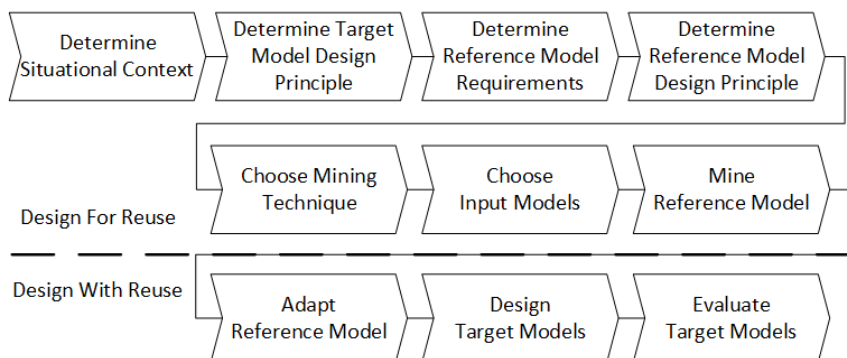 Determine
Situational Context
Determine Target
Model Design
Principle
Determine
Reference Model
Requirements
Determine
Reference Model
Design Principle
Choose Mining
Technique
Choose
Input Models
Mine
Reference Model
Design For Reuse
Design With Reuse
Adapt
Reference Model
Design
Target Models
Evaluate
Target Models